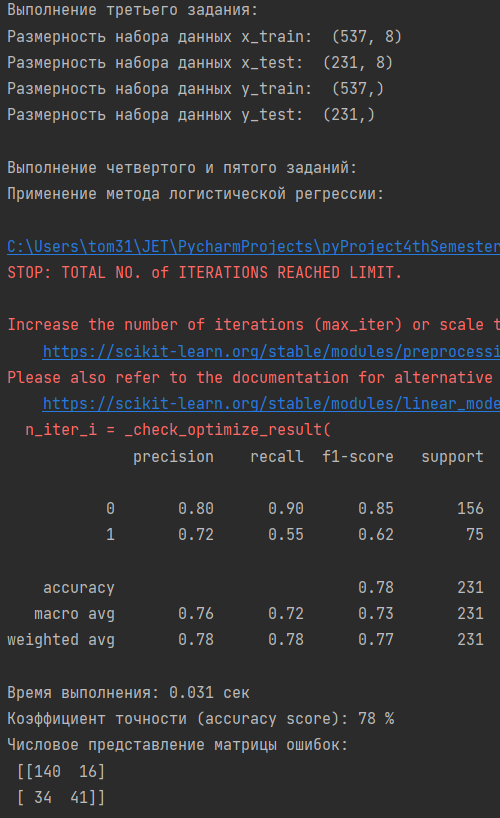 Выполнение третьего задания:
Размерность набора данных x_train:  (537, 8)
Размерность набора данных x_test:  (231, 8)
Размерность набора данных y_train:  (537,)
Размерность набора данных y_test:  (231,)
Выполнение четвертого и пятого заданий:
Применение метода логистической регрессии:
C:\Users\tom31\JET\PycharmProjects\pyProject4thSemester
STOP: TOTAL NO. of ITERATIONS REACHED LIMIT.
Increase the number of iterations (max_iter) or scale t
https://scikit-learn.org/stable/modules/preprocessi
Please also refer to the documentation for alternative
https://scikit-learn.org/stable/modules/linear_mode
n_iter_i = _check_optimize_result(
precision    recall  f1-score   support
0       0.80      0.90      0.85       156
1       0.72      0.55      0.62        75
accuracy                           0.78       231
macro avg       0.76      0.72      0.73       231
weighted avg       0.78      0.78      0.77       231
Время выполнения: 0.031 сек
Коэффициент точности (accuracy score): 78 %
Числовое представление матрицы ошибок:
[[140  16]
[ 34  41]]